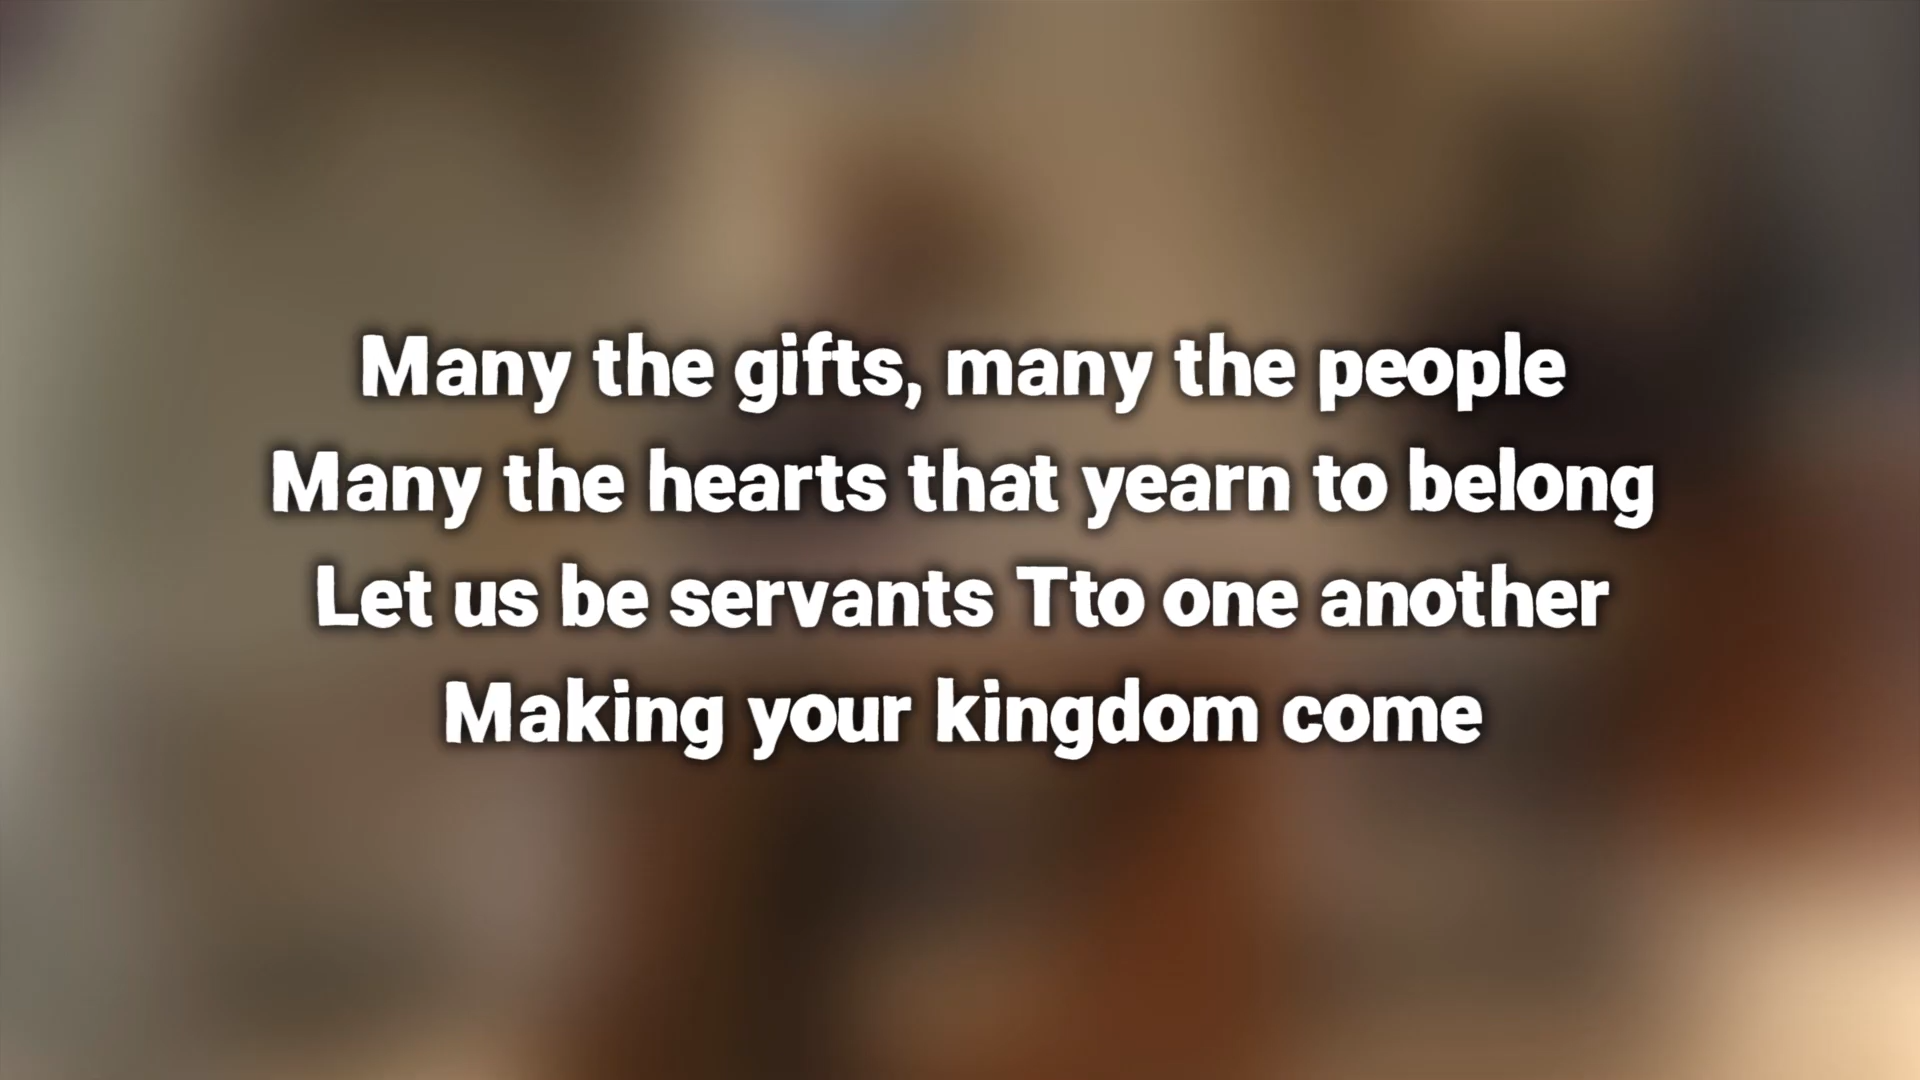 Many the gifts, many the people
Many the hearts that yearn to belong
Let us be servants Tto one another
Making your kingdom come